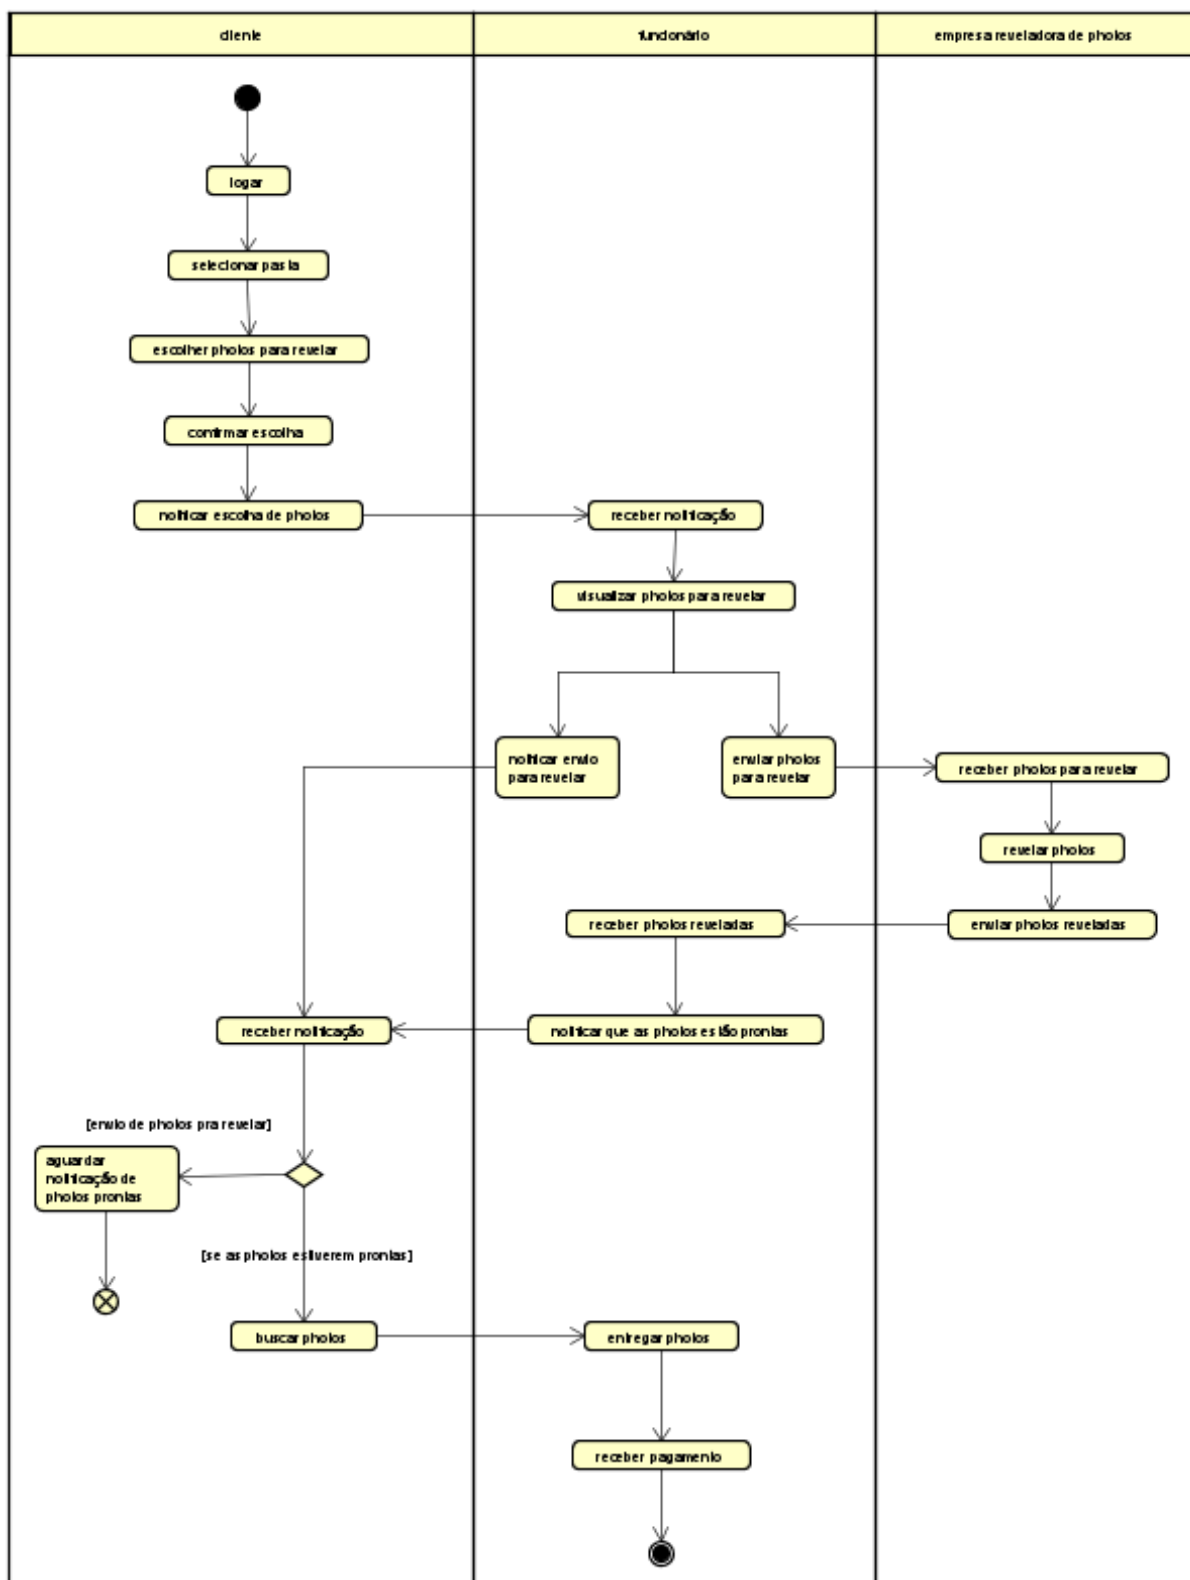 cliente
funcionário
empresa reveladora de photos
logar
selecionar pasta
escolher photos para revelar
confirmar escolha
notificar escolha de photos
receber notificação
visualizar photos para revelar
notificar envio
para revelar
enviar photos
para revelar
receber photos para revelar
revelar photos
receber photos reveladas
enviar photos reveladas
receber notificação
notificar que as photos estão prontas
[envio de photos pra revelar]
aguardar
notificação de
photos prontas
[se as photos estiverem prontas]
buscar photos
entregar photos
receber pagamento